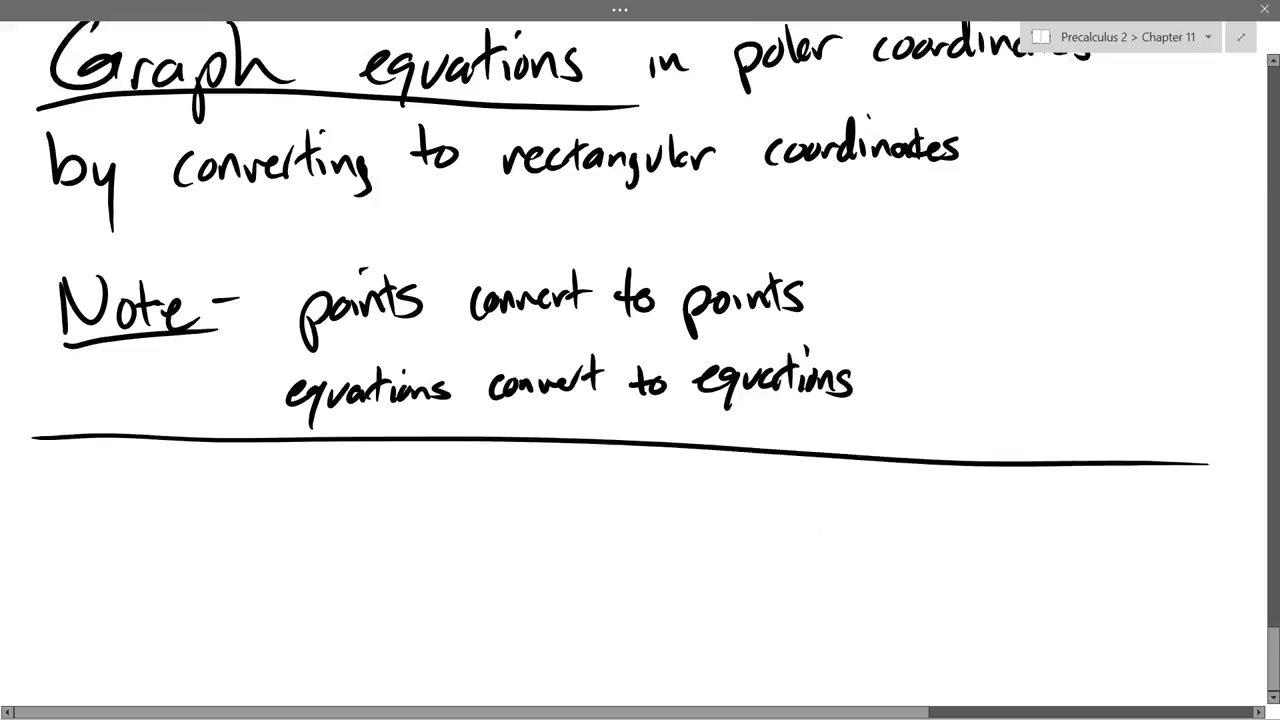 Precalculus 2 > Chapter 11
Graph equations in polar coordinates
by converting to rectangular coordinates
Note - points convert to points
equations convert to equations